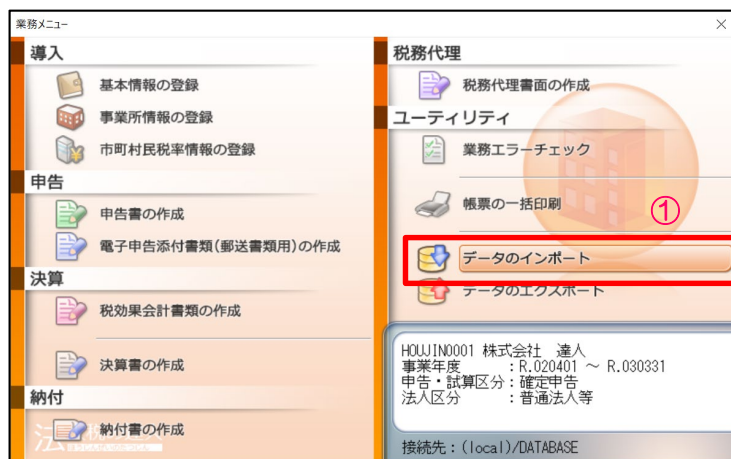 業務メニュー
導入
基本情報の登録
事業所情報の登録
市町村民税率情報の登録
申告
申告書の作成
電子申告添付書類(郵送書類用)の作成
決算
税効果会計書類の作成
決算書の作成
納付
納付書の作成
税務代理
税務代理書面の作成
ユーティリティ
業務エラーチェック
帳票の一括印刷
①
データのインポート
データのエクスポート
HOUJIN0001 株式会社 達人
事業年度 :R.020401 ~ R.030331
申告・試算区分:確定申告
法人区分 :普通法人等
接続先:(local)/DATABASE